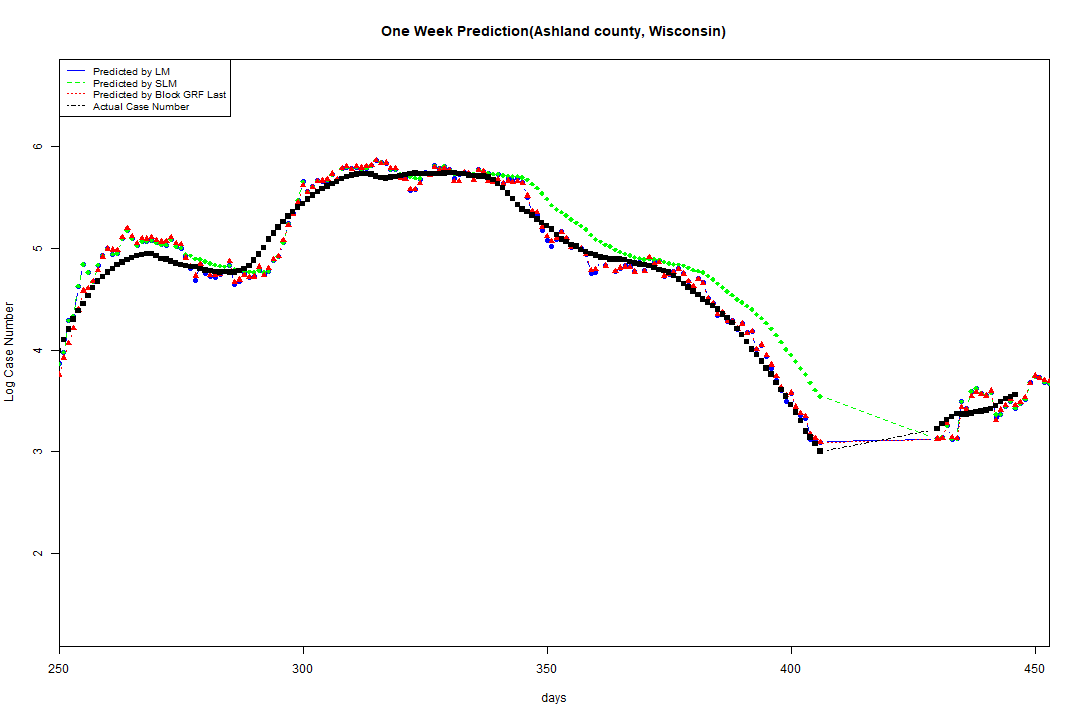 One Week Prediction(Ashland county, Wisconsin)
Predicted by LM
Predicted by SLM
Predicted by Block GRF Last
Actual Case Number
6
5
4
3
2
Log Case Number
250 300 350 400 450
days